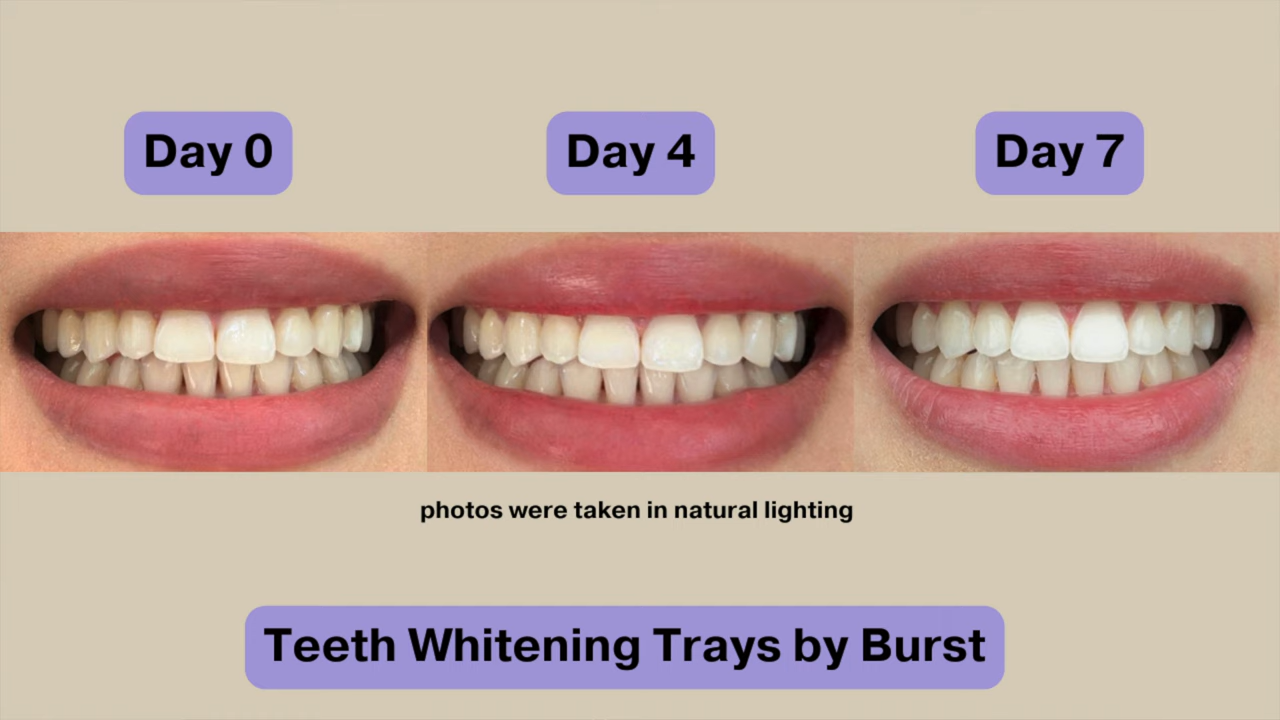 Day 0
Day 4
Day 7
photos were taken in natural lighting
Teeth Whitening Trays by Burst